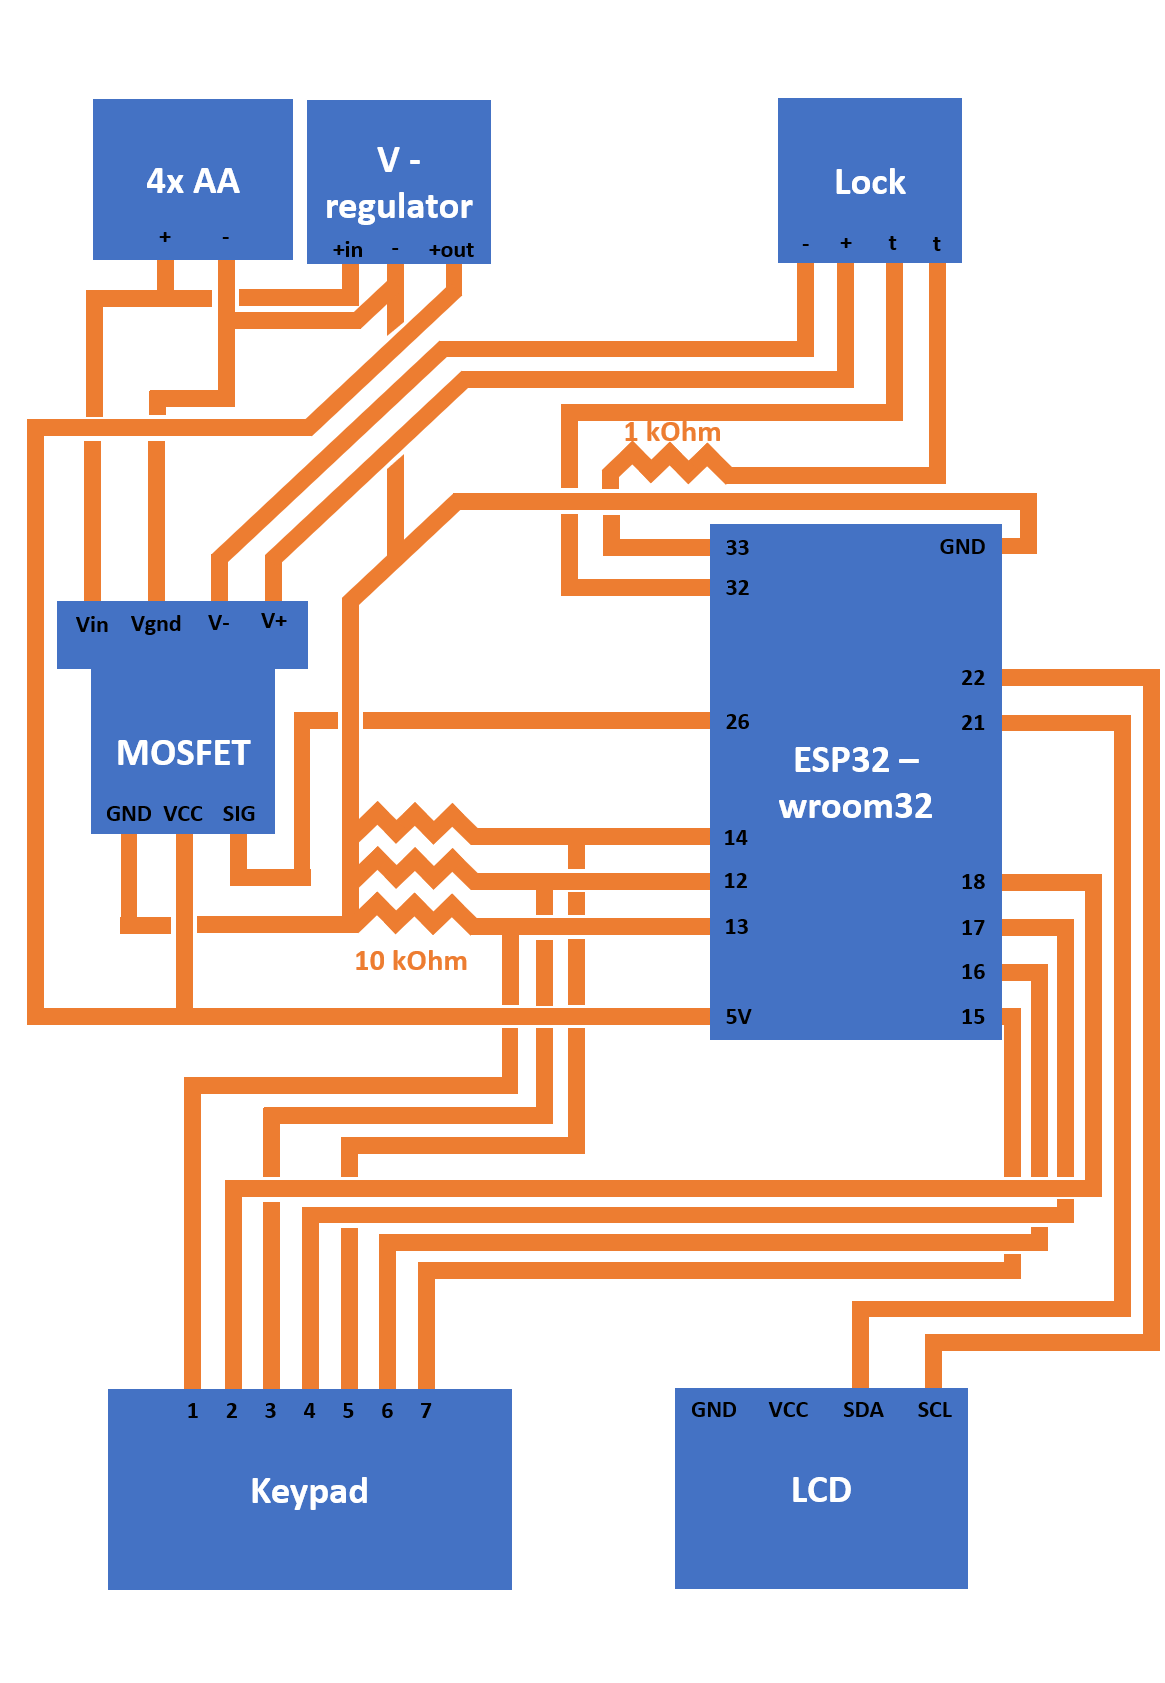 4x AA
+ -
V -
regulator
+in - +out
Lock
- + t t
1 kOhm
33 GND
32
Vin Vgnd V- V+
22
26 21
MOSFET
ESP32 –
wroom32
GND VCC SIG
14
12 18
13 17
10 kOhm
16
5V 15
1 2 3 4 5 6 7
Keypad
GND VCC SDA SCL
LCD